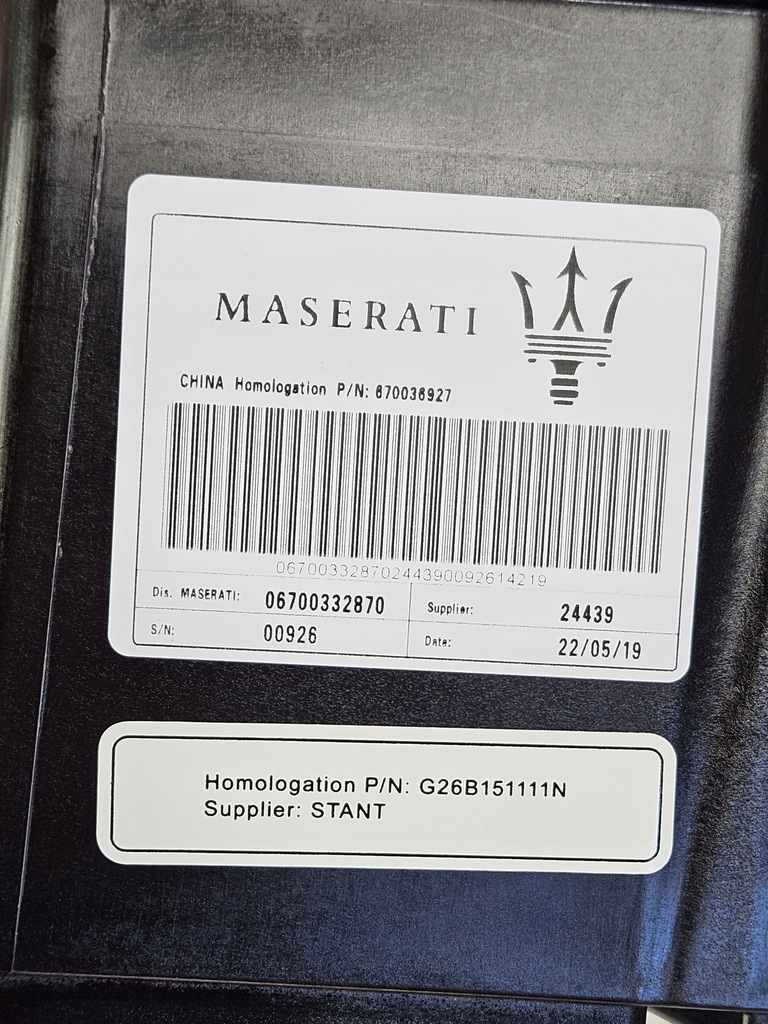 MASERATI
CHINA Homologation P/N: 670036927
06700332870244390092614219
Dis. MASERATI: 06700332870 Supplier: 24439
S/N: 00926 Date: 22/05/19
Homologation P/N: G26B151111N
Supplier: STANT